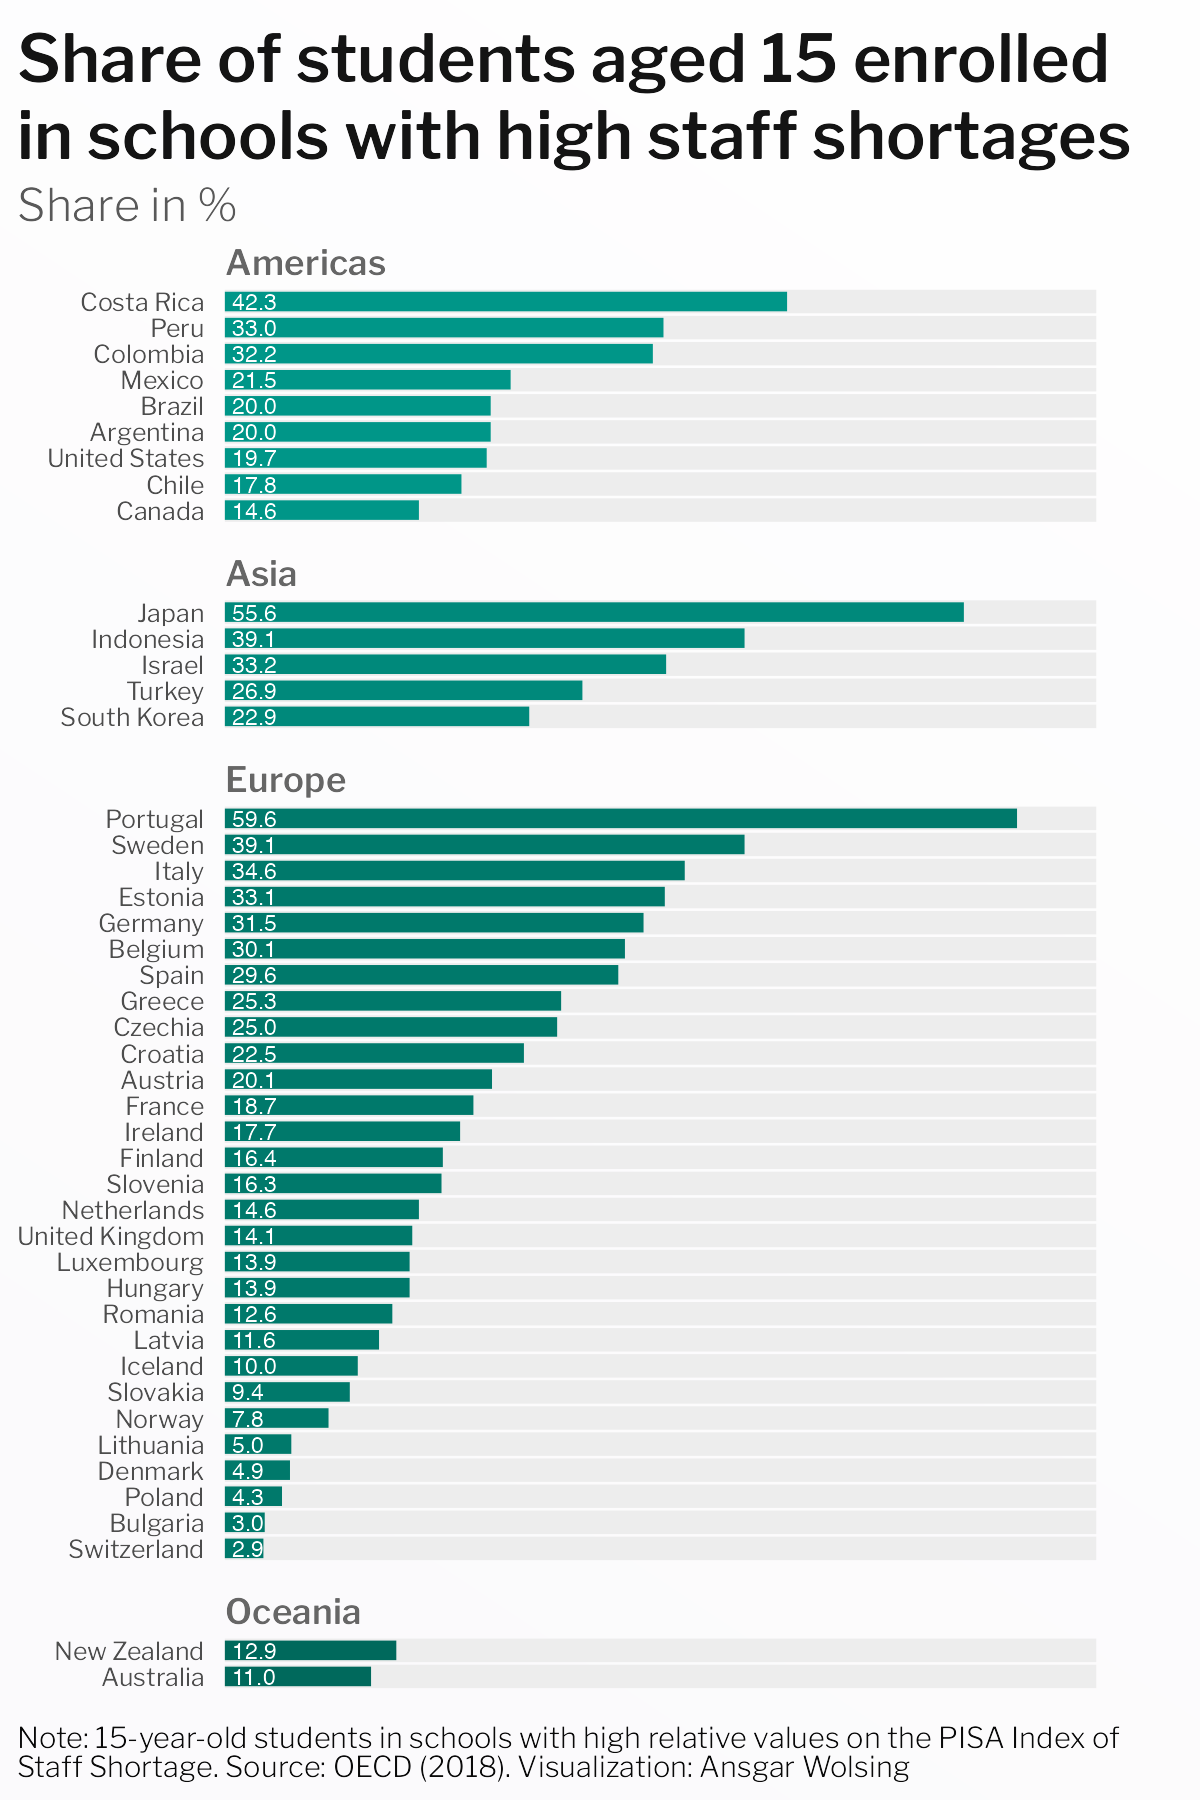 Share of students aged 15 enrolled
in schools with high staff shortages
Share in %
Americas
Costa Rica 42.3
Peru 33.0
Colombia 32.2
Mexico 21.5
Brazil 20.0
Argentina 20.0
United States 19.7
Chile 17.8
Canada 14.6
Asia
Japan 55.6
Indonesia 39.1
Israel 33.2
Turkey 26.9
South Korea 22.9
Europe
Portugal 59.6
Sweden 39.1
Italy 34.6
Estonia 33.1
Germany 31.5
Belgium 30.1
Spain 29.6
Greece 25.3
Czechia 25.0
Croatia 22.5
Austria 20.1
France 18.7
Ireland 17.7
Finland 16.4
Slovenia 16.3
Netherlands 14.6
United Kingdom 14.1
Luxembourg 13.9
Hungary 13.9
Romania 12.6
Latvia 11.6
Iceland 10.0
Slovakia 9.4
Norway 7.8
Lithuania 5.0
Denmark 4.9
Poland 4.3
Bulgaria 3.0
Switzerland 2.9
Oceania
New Zealand 12.9
Australia 11.0
Note: 15-year-old students in schools with high relative values on the PISA Index of
Staff Shortage. Source: OECD (2018). Visualization: Ansgar Wolsing